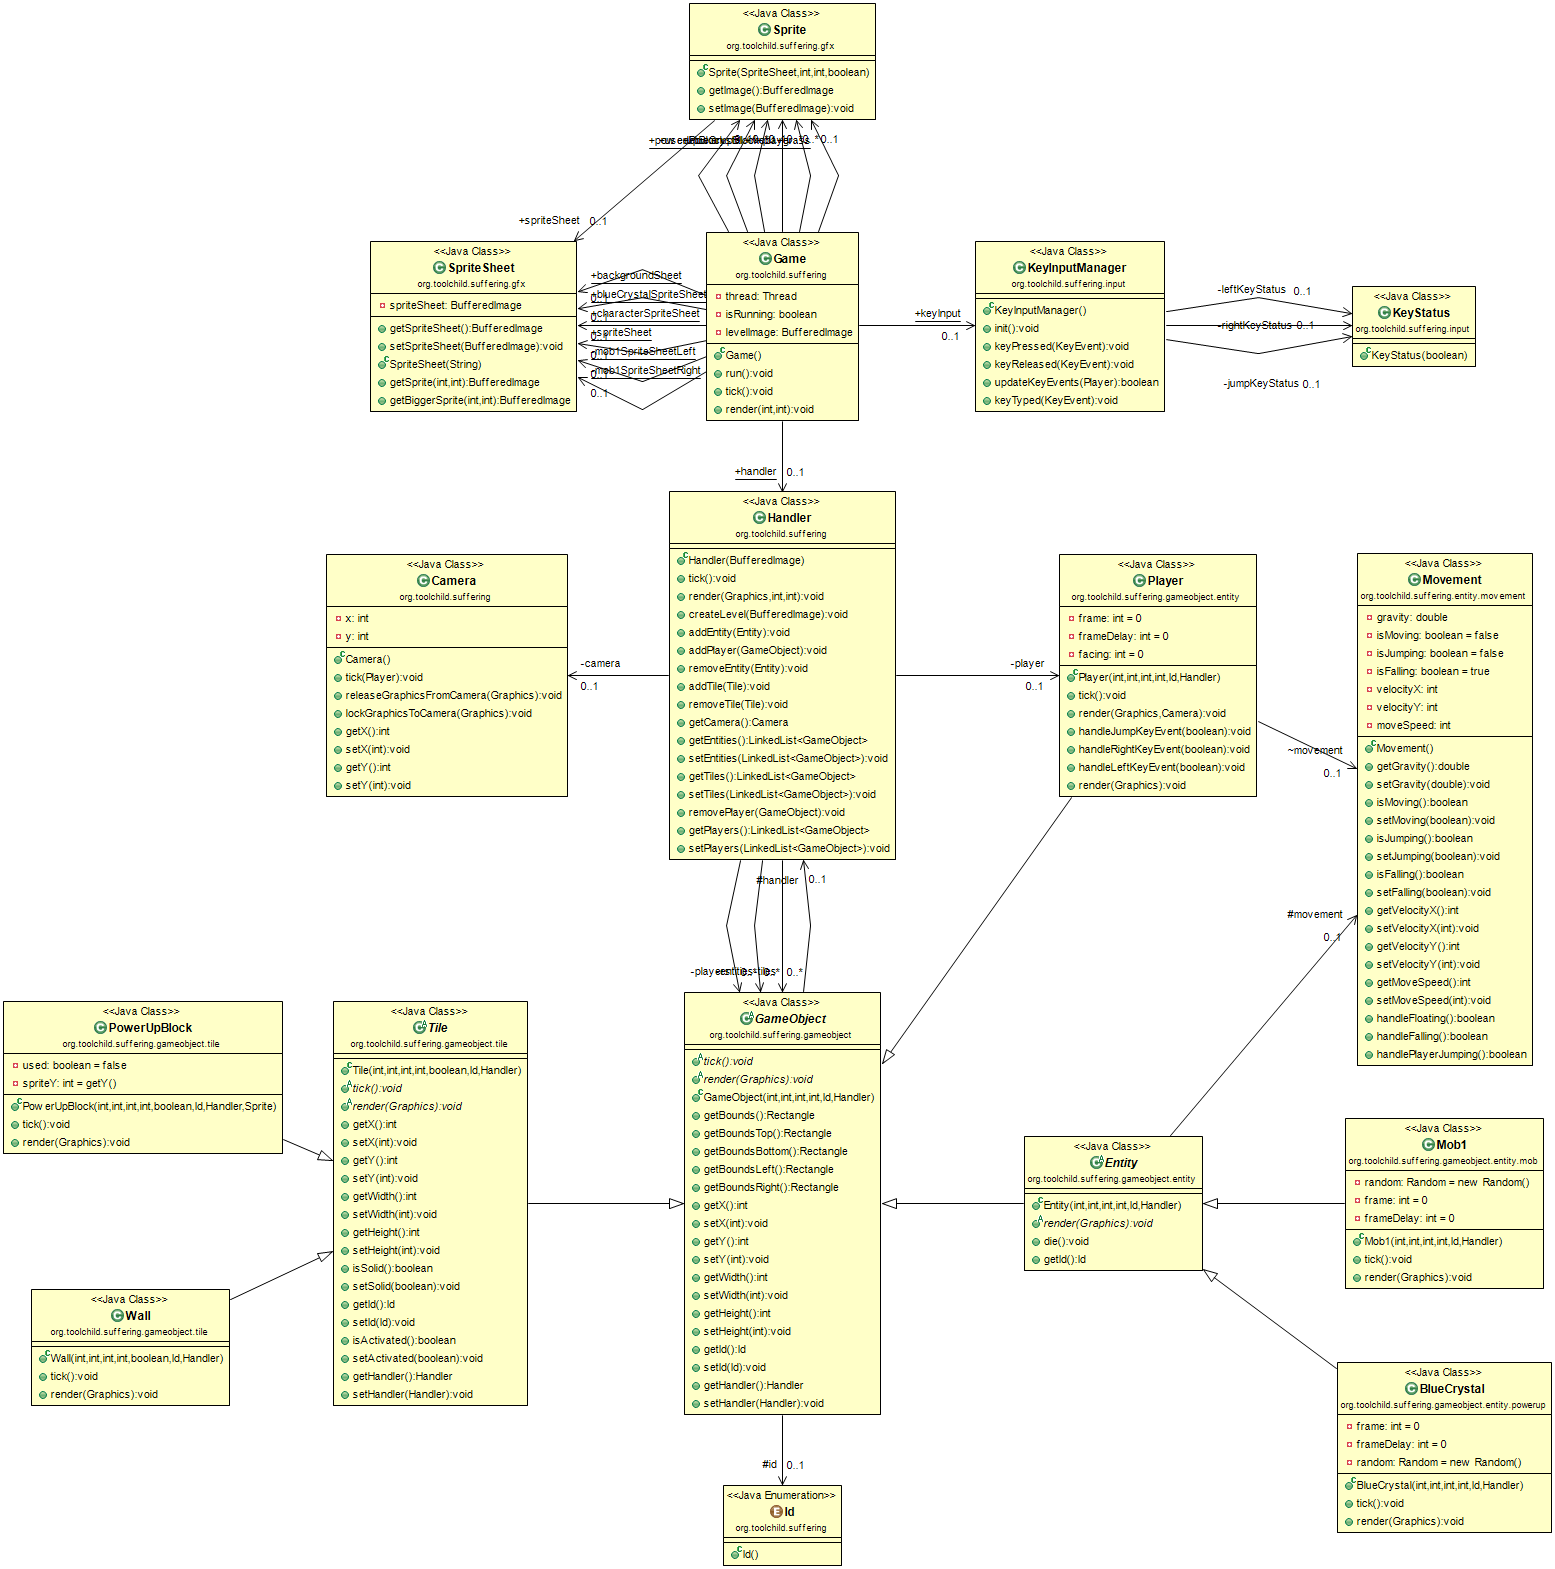 <<Java Class>>
Sprite
org.toolchild.suffering.gfx
Sprite(SpriteSheet,int,int,boolean)
getImage():BufferedImage
setImage(BufferedImage):void
0..1
+spriteSheet
0..1
<<Java Class>>
SpriteSheet
org.toolchild.suffering.gfx
spriteSheet: BufferedImage
getSpriteSheet():BufferedImage
setSpriteSheet(BufferedImage):void
SpriteSheet(String)
getSprite(int,int):BufferedImage
getBiggerSprite(int,int):BufferedImage
+backgroundSheet
0..1
+blueCrystalSpriteSheet
0..1
+characterSpriteSheet
0..1
+spriteSheet
0..1
-mob1SpriteSheetLeft
0..1
-mob1SpriteSheetRight
0..1
<<Java Class>>
Game
org.toolchild.suffering
thread: Thread
isRunning: boolean
levelImage: BufferedImage
Game()
run():void
tick():void
render(int,int):void
+keyInput
0..1
<<Java Class>>
KeyInputManager
org.toolchild.suffering.input
KeyInputManager()
init():void
keyPressed(KeyEvent):void
keyReleased(KeyEvent):void
updateKeyEvents(Player):boolean
keyTyped(KeyEvent):void
-leftKeyStatus 0..1
-rightKeyStatus 0..1
-jumpKeyStatus 0..1
<<Java Class>>
KeyStatus
org.toolchild.suffering.input
KeyStatus(boolean)
+handler
0..1
<<Java Class>>
Handler
org.toolchild.suffering
Handler(BufferedImage)
tick():void
render(Graphics,int,int):void
createLevel(BufferedImage):void
addEntity(Entity):void
addPlayer(GameObject):void
removeEntity(Entity):void
addTile(Tile):void
removeTile(Tile):void
getCamera():Camera
getEntities():LinkedList<GameObject>
setEntities(LinkedList<GameObject>):void
getTiles():LinkedList<GameObject>
setTiles(LinkedList<GameObject>):void
removePlayer(GameObject):void
getPlayers():LinkedList<GameObject>
setPlayers(LinkedList<GameObject>):void
-camera
0..1
<<Java Class>>
Camera
org.toolchild.suffering
x: int
y: int
Camera()
tick(Player):void
releaseGraphicsFromCamera(Graphics):void
lockGraphicsToCamera(Graphics):void
getX():int
setX(int):void
getY():int
setY(int):void
-player
0..1
<<Java Class>>
Player
org.toolchild.suffering.gameobject.entity
frame: int = 0
frameDelay: int = 0
facing: int = 0
Player(int,int,int,int,Id,Handler)
tick():void
render(Graphics,Camera):void
handleJumpKeyEvent(boolean):void
handleRightKeyEvent(boolean):void
handleLeftKeyEvent(boolean):void
render(Graphics):void
~movement
0..1
<<Java Class>>
Movement
org.toolchild.suffering.entity.movement
gravity: double
isMoving: boolean = false
isJumping: boolean = false
isFalling: boolean = true
velocityX: int
velocityY: int
moveSpeed: int
Movement()
getGravity():double
setGravity(double):void
isMoving():boolean
setMoving(boolean):void
isJumping():boolean
setJumping(boolean):void
isFalling():boolean
setFalling(boolean):void
getVelocityX():int
setVelocityX(int):void
getVelocityY():int
setVelocityY(int):void
getMoveSpeed():int
setMoveSpeed(int):void
handleFloating():boolean
handleFalling():boolean
handlePlayerJumping():boolean
#movement
0..1
#handler
0..1
-players
0..*
0..*
<<Java Class>>
PowerUpBlock
org.toolchild.suffering.gameobject.tile
used: boolean = false
spriteY: int = getY()
PowerUpBlock(int,int,int,int,boolean,Id,Handler,Sprite)
tick():void
render(Graphics):void
<<Java Class>>
Tile
org.toolchild.suffering.gameobject.tile
Tile(int,int,int,int,boolean,Id,Handler)
tick():void
render(Graphics):void
getX():int
setX(int):void
getY():int
setY(int):void
getWidth():int
setWidth(int):void
getHeight():int
setHeight(int):void
isSolid():boolean
setSolid(boolean):void
getId():Id
setId(Id):void
isActivated():boolean
setActivated(boolean):void
getHandler():Handler
setHandler(Handler):void
<<Java Class>>
Wall
org.toolchild.suffering.gameobject.tile
Wall(int,int,int,int,boolean,Id,Handler)
tick():void
render(Graphics):void
<<Java Class>>
GameObject
org.toolchild.suffering.gameobject
tick():void
render(Graphics):void
GameObject(int,int,int,int,Id,Handler)
getBounds():Rectangle
getBoundsTop():Rectangle
getBoundsBottom():Rectangle
getBoundsLeft():Rectangle
getBoundsRight():Rectangle
getX():int
setX(int):void
getY():int
setY(int):void
getWidth():int
setWidth(int):void
getHeight():int
setHeight(int):void
getId():Id
setId(Id):void
getHandler():Handler
setHandler(Handler):void
<<Java Class>>
Entity
org.toolchild.suffering.gameobject.entity
Entity(int,int,int,int,Id,Handler)
render(Graphics):void
die():void
getId():Id
<<Java Class>>
Mob1
org.toolchild.suffering.gameobject.entity.mob
random: Random = new Random()
frame: int = 0
frameDelay: int = 0
Mob1(int,int,int,int,Id,Handler)
tick():void
render(Graphics):void
<<Java Class>>
BlueCrystal
org.toolchild.suffering.gameobject.entity.powerup
frame: int = 0
frameDelay: int = 0
random: Random = new Random()
BlueCrystal(int,int,int,int,Id,Handler)
tick():void
render(Graphics):void
#id
0..1
<<Java Enumeration>>
Id
org.toolchild.suffering
Id()